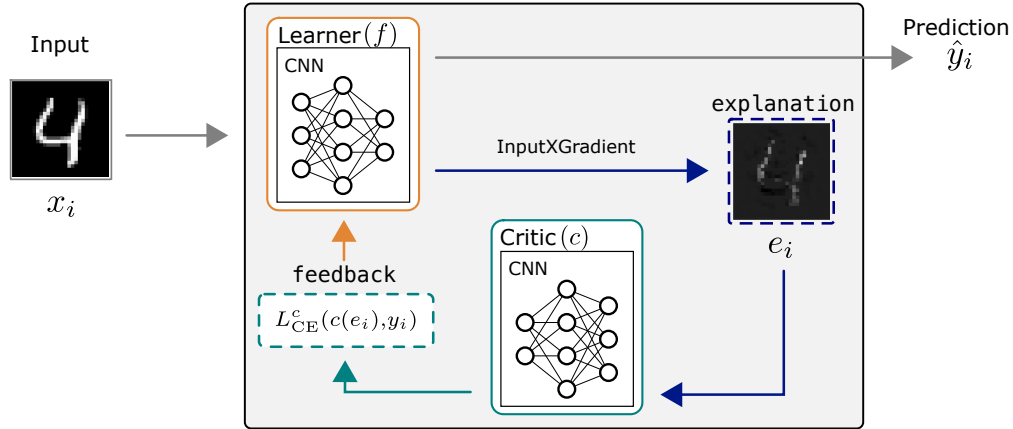 Input
x_i
Learner(f)
CNN
Prediction
ŷ_i
InputXGradient
explanation
e_i
Critic(c)
CNN
feedback
L^c_CE(c(e_i),y_i)